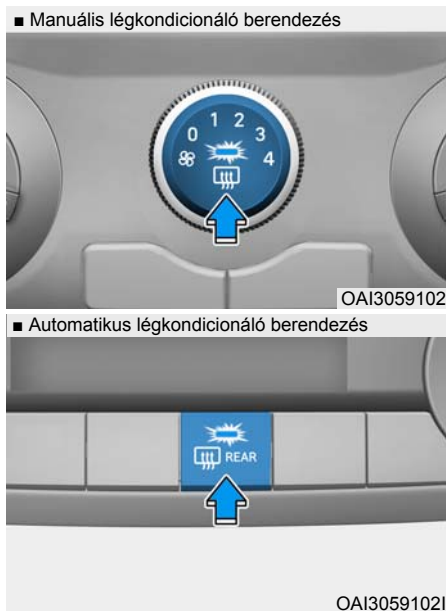 ■ Manuális légkondicionáló berendezés
0 1 2 3 4
OAI3059102
■ Automatikus légkondicionáló berendezés
REAR
OAI3059102I